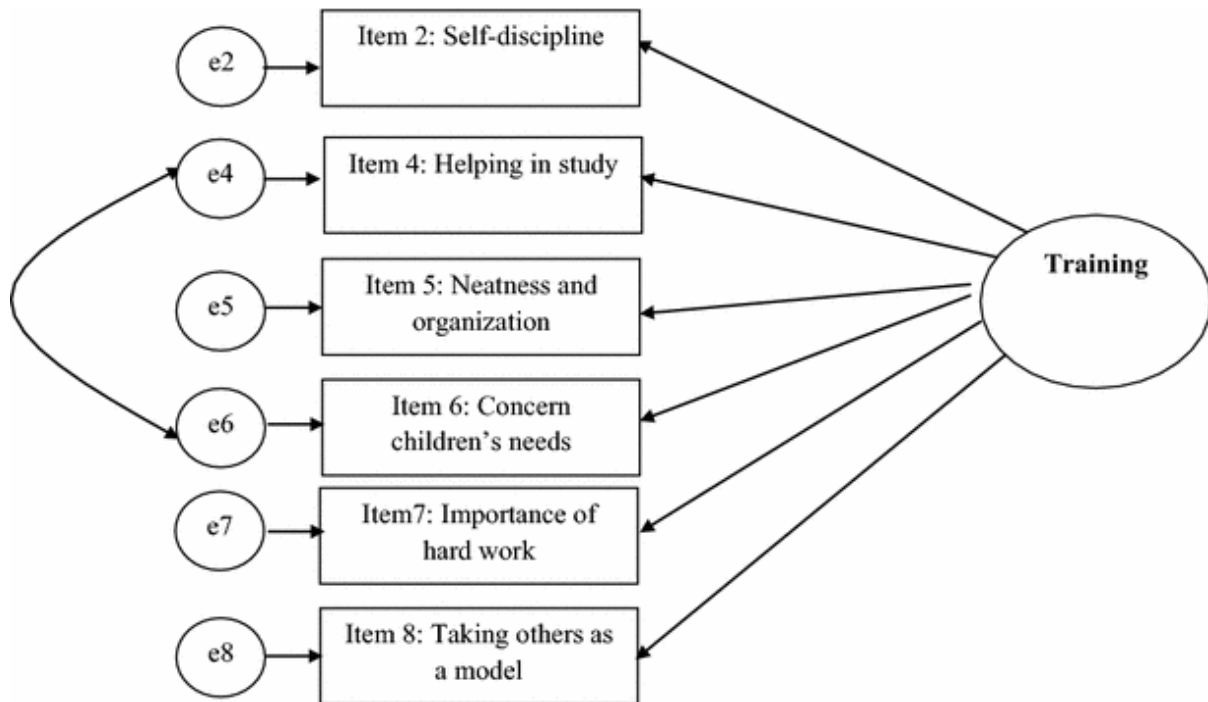 e2
Item 2: Self-discipline
e4
Item 4: Helping in study
Training
e5
Item 5: Neatness and
organization
e6
Item 6: Concern
children's needs
e7
Item7: Importance of
hard work
e8
Item 8: Taking others as
a model